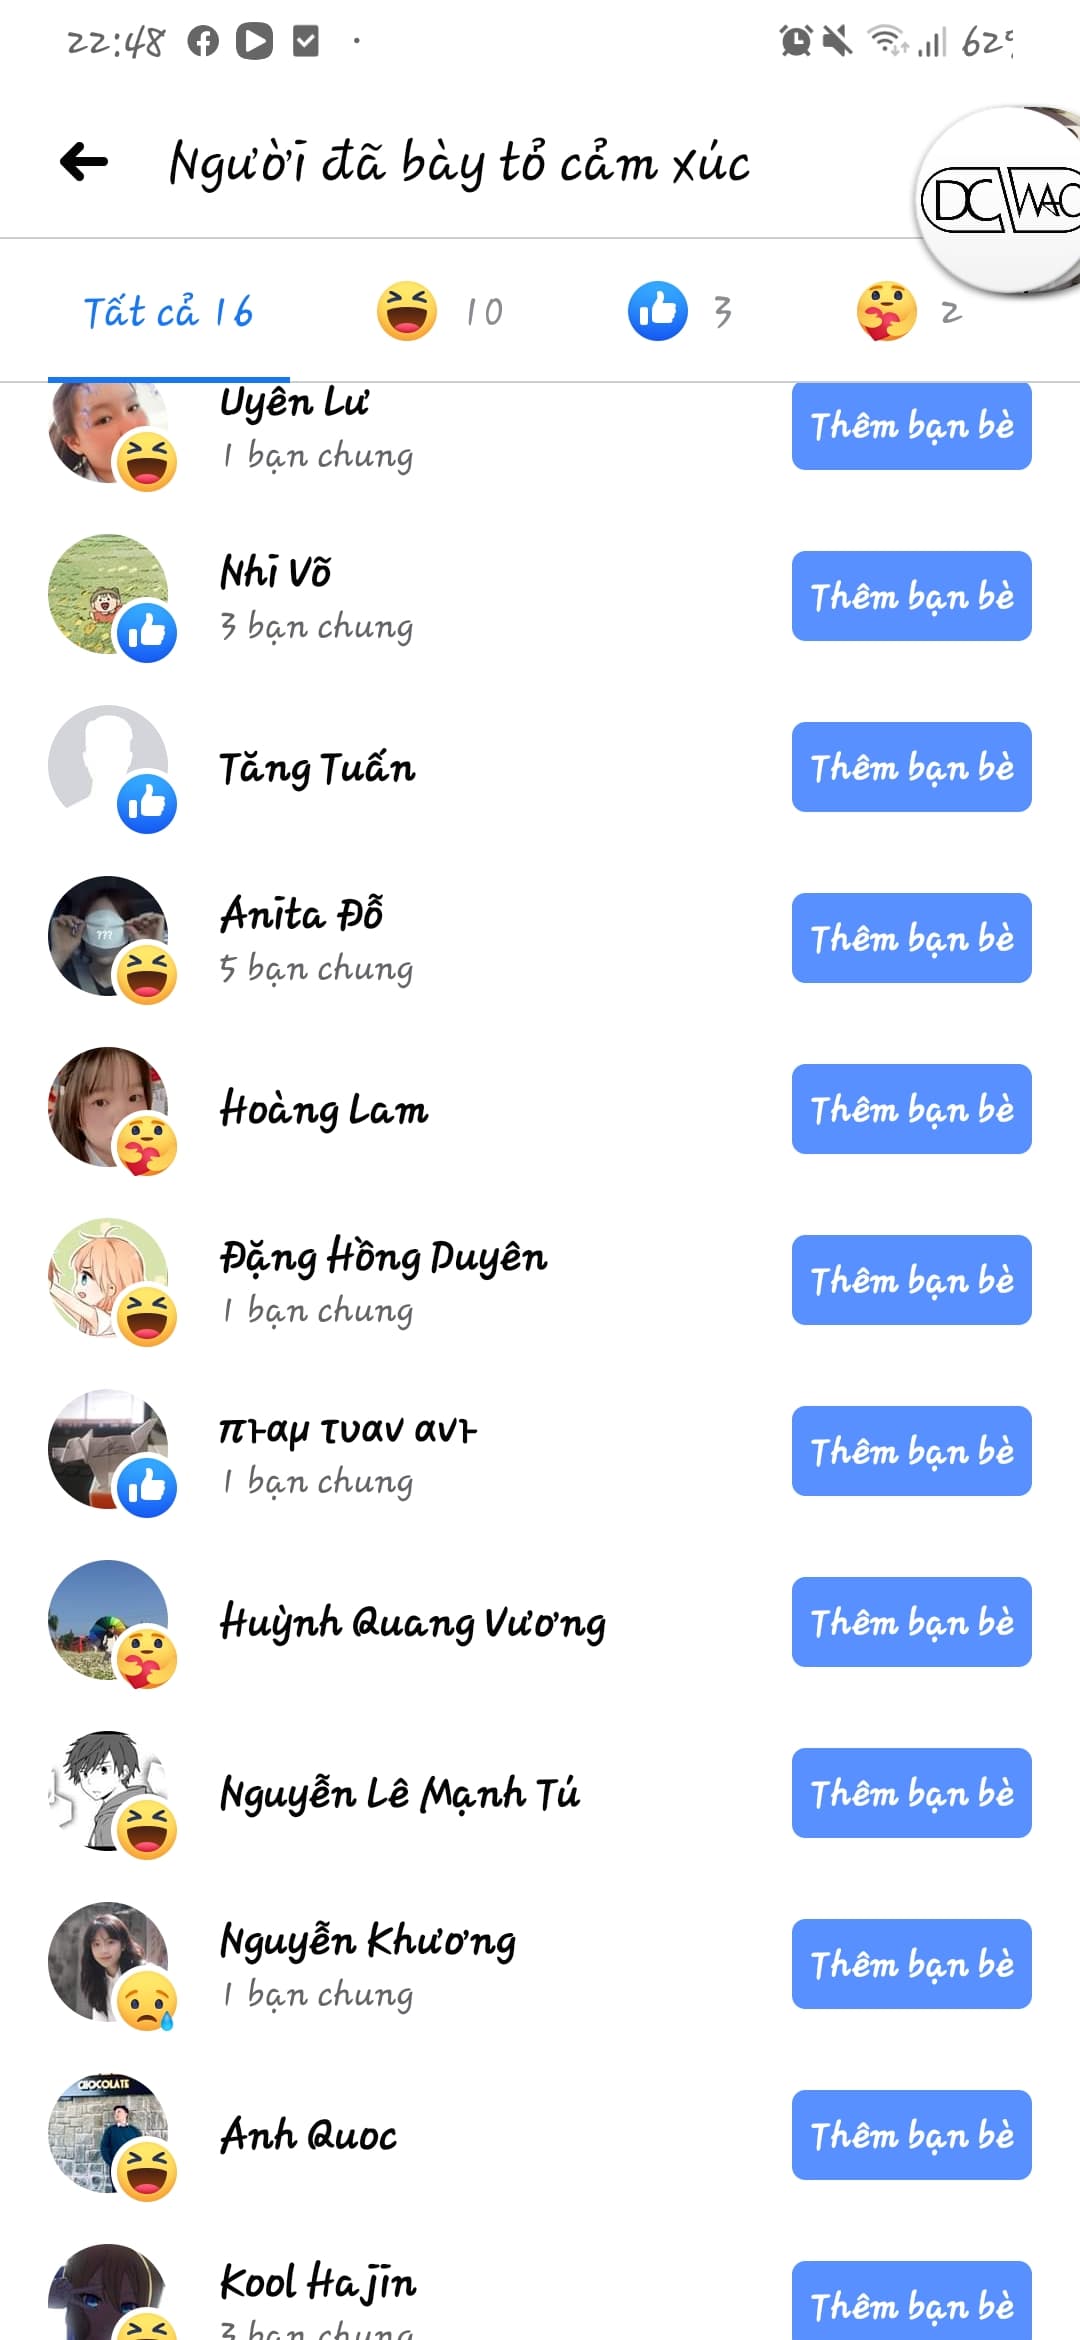 22:48
62
Người đã bày tỏ cảm xúc
DC WAO
Tất cả 16
10
3
2
Uyên Lư
1 bạn chung
Thêm bạn bè
Nhi Võ
3 bạn chung
Thêm bạn bè
Tăng Tuấn
Thêm bạn bè
???
Anita Đỗ
5 bạn chung
Thêm bạn bè
Hoàng Lam
Thêm bạn bè
Đặng Hồng Duyên
1 bạn chung
Thêm bạn bè
πͱαμ τυαν ανͱ
1 bạn chung
Thêm bạn bè
Huỳnh Quang Vương
Thêm bạn bè
Nguyễn Lê Mạnh Tú
Thêm bạn bè
Nguyễn Khương
1 bạn chung
Thêm bạn bè
CHOCOLATE
Anh Quoc
Thêm bạn bè
Kool Hajin
3 bạn chung
Thêm bạn bè